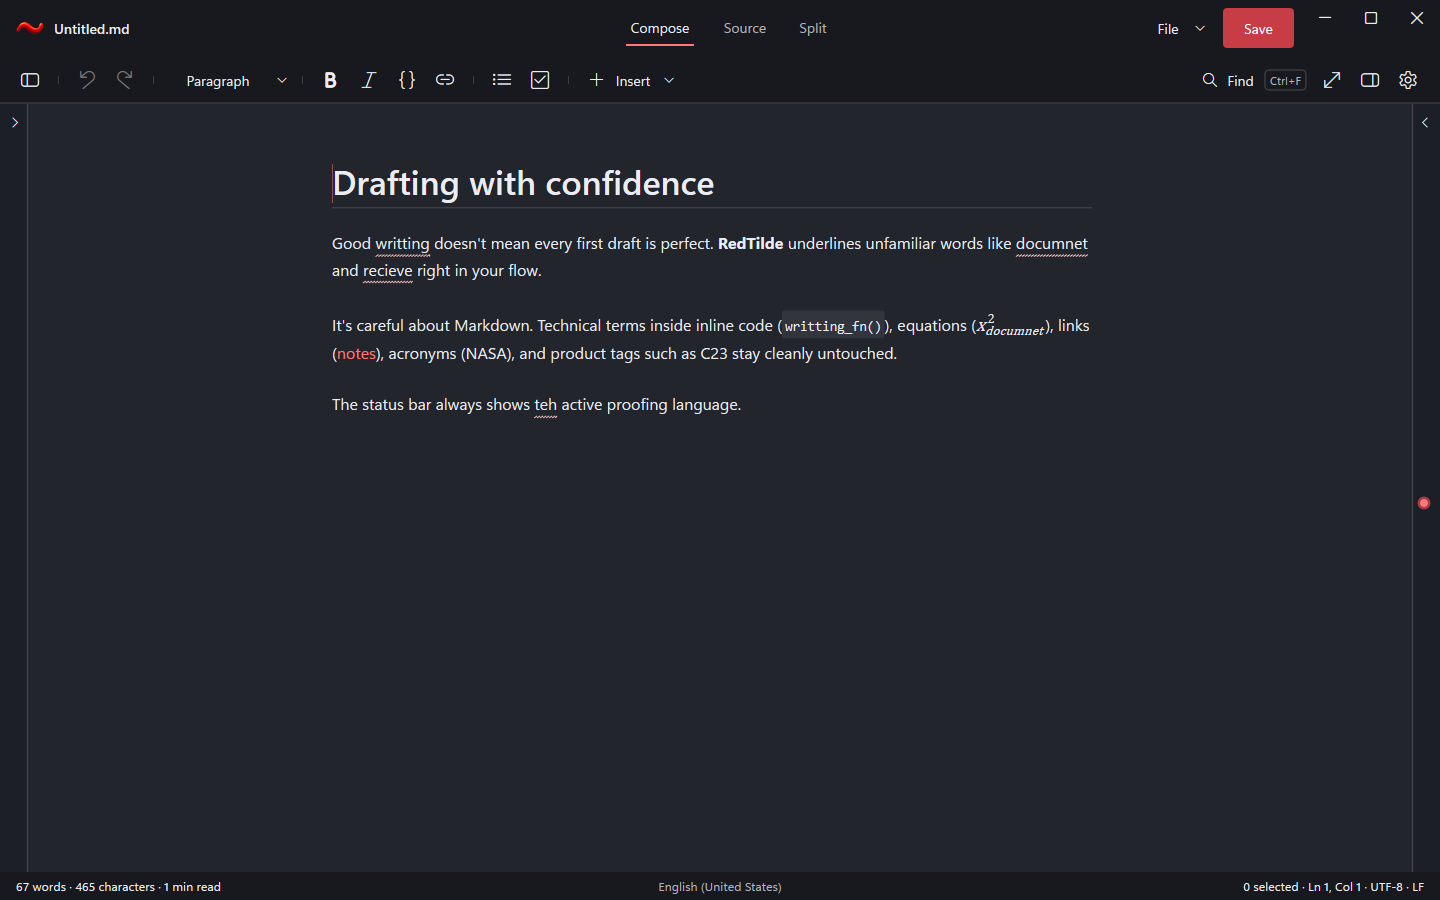 Untitled.md
Compose Source Split
File
Save
Paragraph
B I {} Insert
Find Ctrl+F
Drafting with confidence
Good writting doesn't mean every first draft is perfect. RedTilde underlines unfamiliar words like documnet
and recieve right in your flow.
It's careful about Markdown. Technical terms inside inline code (writting_fn()), equations (x²documnet), links
(notes), acronyms (NASA), and product tags such as C23 stay cleanly untouched.
The status bar always shows teh active proofing language.
67 words · 465 characters · 1 min read
English (United States)
0 selected · Ln 1, Col 1 · UTF-8 · LF